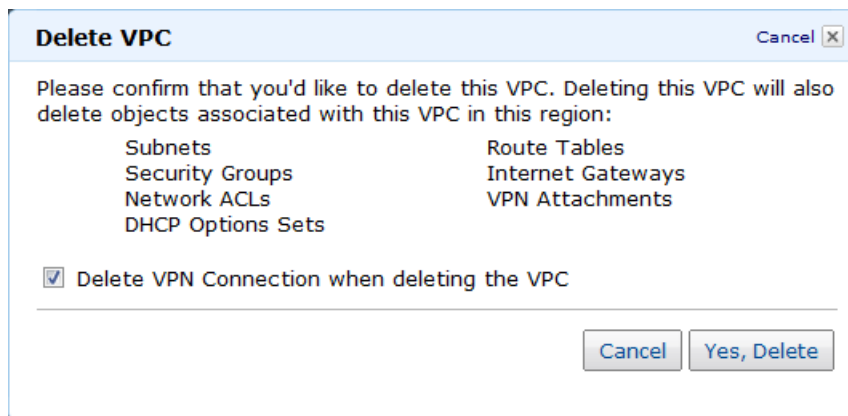 Delete VPC
Cancel
Please confirm that you'd like to delete this VPC. Deleting this VPC will also
delete objects associated with this VPC in this region:
Subnets Route Tables
Security Groups Internet Gateways
Network ACLs VPN Attachments
DHCP Options Sets
Delete VPN Connection when deleting the VPC
Cancel Yes, Delete